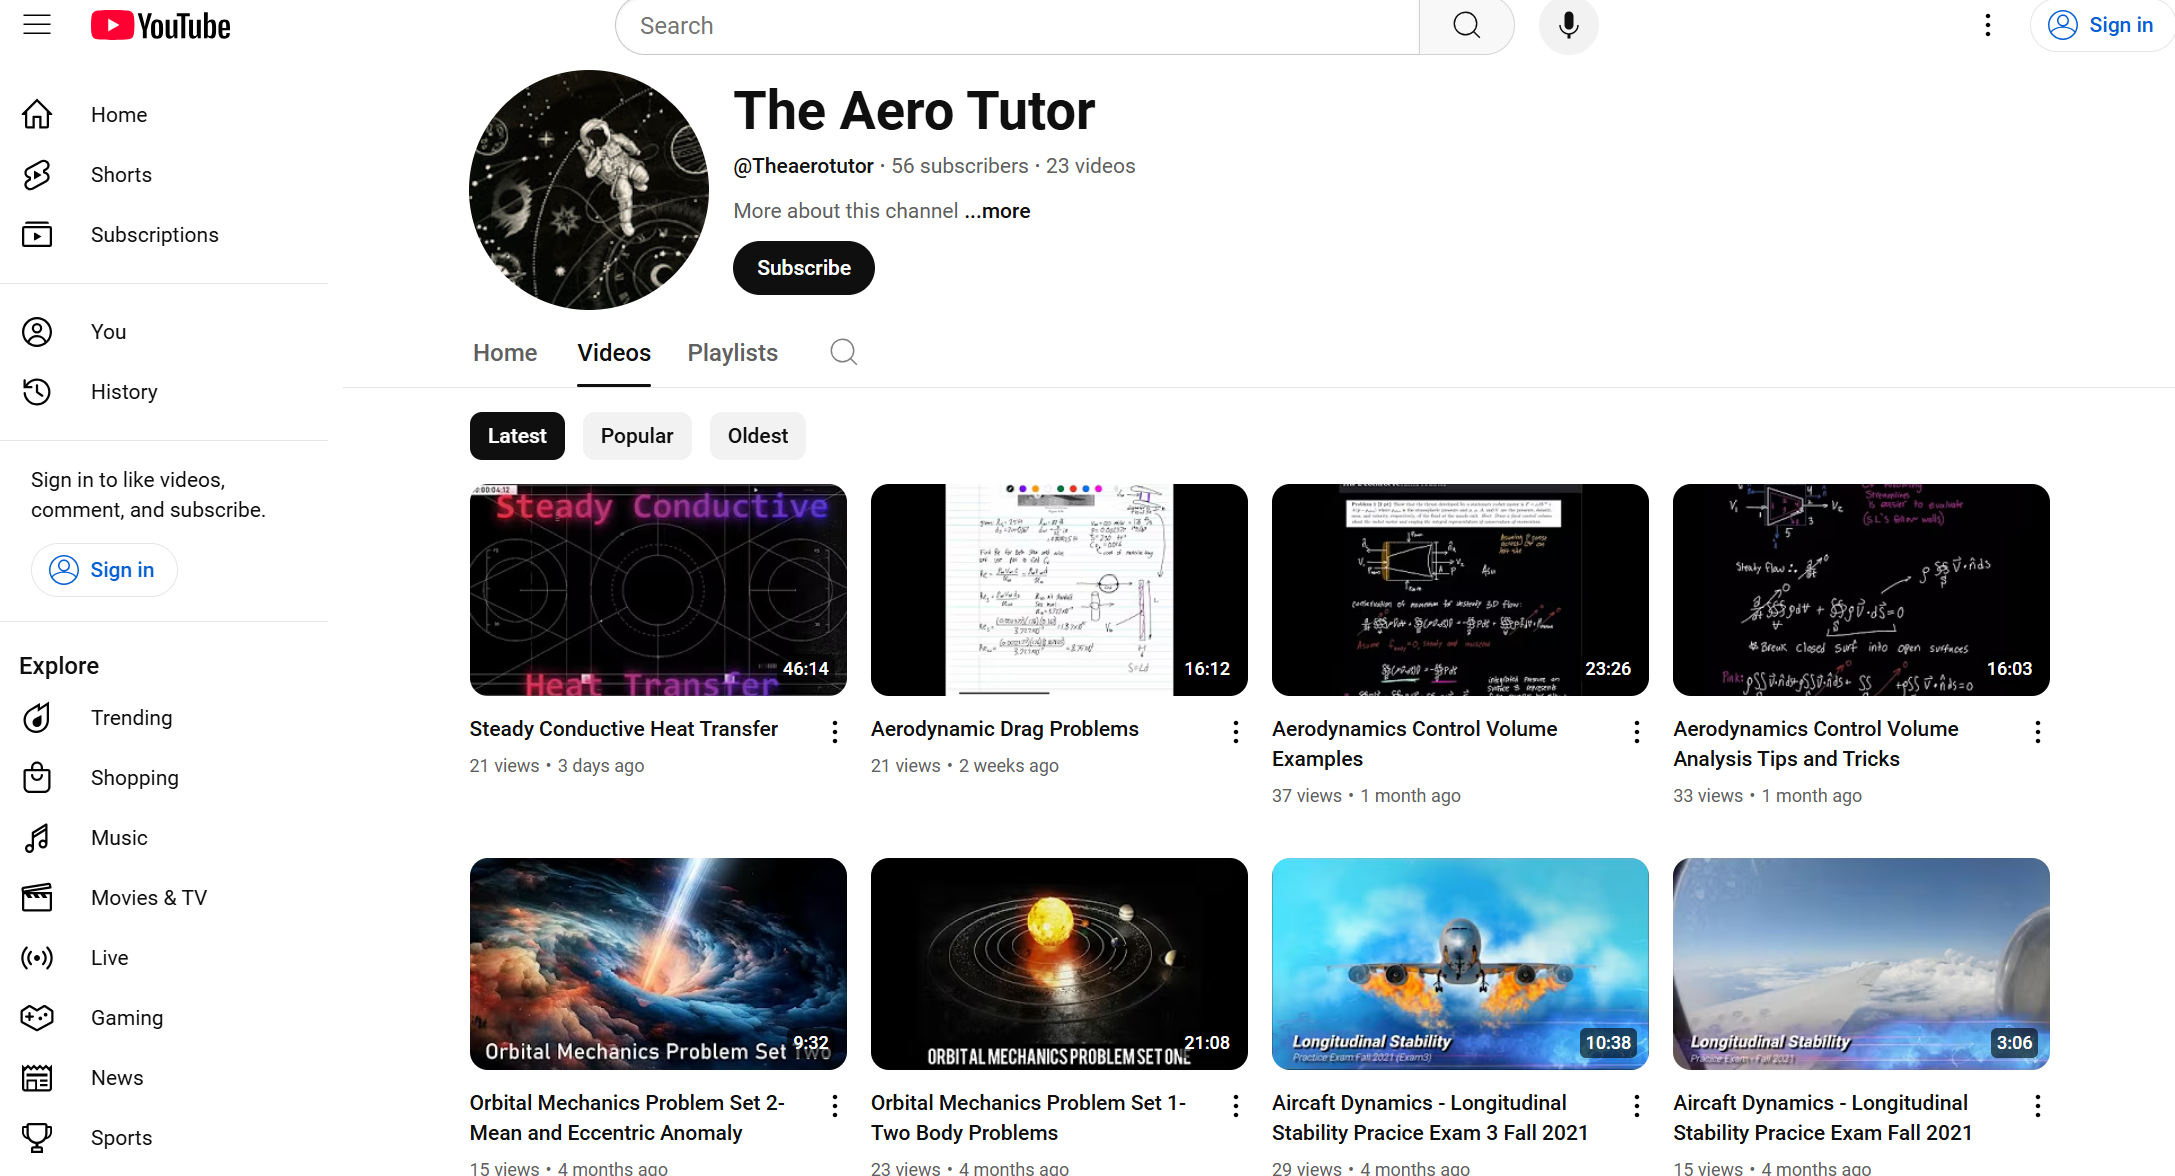 YouTube
Search
Sign in
Home
Shorts
Subscriptions
You
History
Sign in to like videos,
comment, and subscribe.
Sign in
Explore
Trending
Shopping
Music
Movies & TV
Live
Gaming
News
Sports
The Aero Tutor
@Theaerotutor • 56 subscribers • 23 videos
More about this channel ...more
Subscribe
Home Videos Playlists
Latest Popular Oldest
Steady Conductive
Heat Transfer
46:14
16:12
23:26
Steady flow ∴
* Break closed surf into open surfaces
16:03
Steady Conductive Heat Transfer
21 views • 3 days ago
Aerodynamic Drag Problems
21 views • 2 weeks ago
Aerodynamics Control Volume
Examples
37 views • 1 month ago
Aerodynamics Control Volume
Analysis Tips and Tricks
33 views • 1 month ago
Orbital Mechanics Problem Set Two
9:32
ORBITAL MECHANICS PROBLEM SET ONE
21:08
Longitudinal Stability
Practice Exam Fall 2021 (Exam3)
10:38
Longitudinal Stability
Practice Exam - Fall 2021
3:06
Orbital Mechanics Problem Set 2-
Mean and Eccentric Anomaly
15 views • 4 months ago
Orbital Mechanics Problem Set 1-
Two Body Problems
23 views • 4 months ago
Aircaft Dynamics - Longitudinal
Stability Pracice Exam 3 Fall 2021
29 views • 4 months ago
Aircaft Dynamics - Longitudinal
Stability Pracice Exam Fall 2021
15 views • 4 months ago